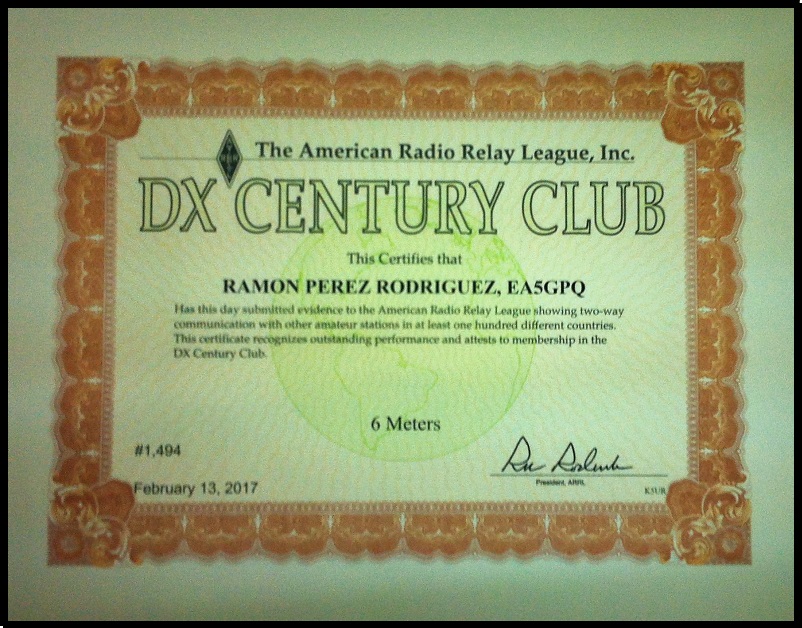 The American Radio Relay League, Inc.
DX CENTURY CLUB
This Certifies that
RAMON PEREZ RODRIGUEZ, EA5GPQ
Has this day submitted evidence to the American Radio Relay League showing two-way
communication with other amateur stations in at least one hundred different countries.
This certificate recognizes outstanding performance and attests to membership in the
DX Century Club.
6 Meters
#1,494
President, ARRL
K5UR
February 13, 2017